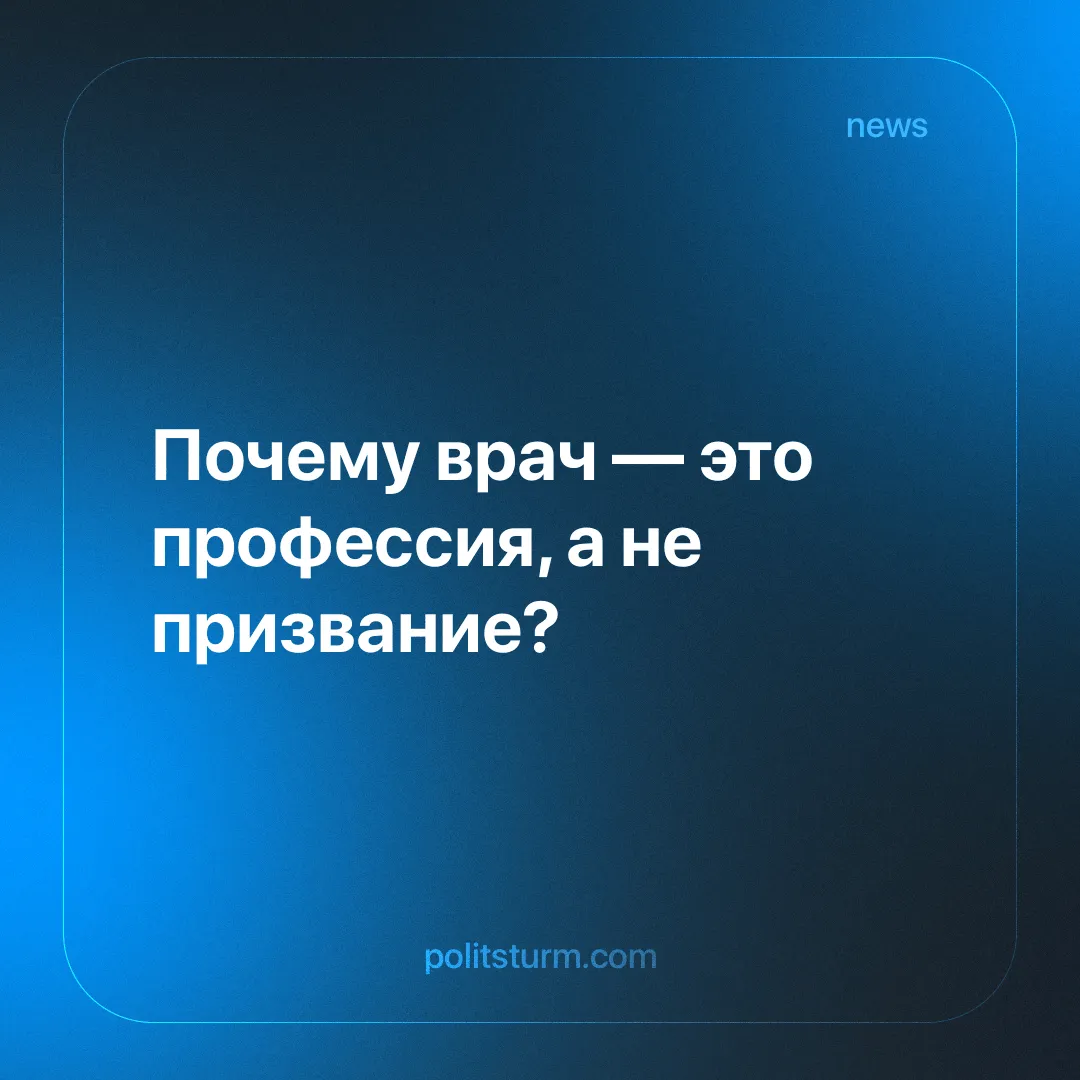 news
Почему врач — это
профессия, а не
призвание?
politsturm.com